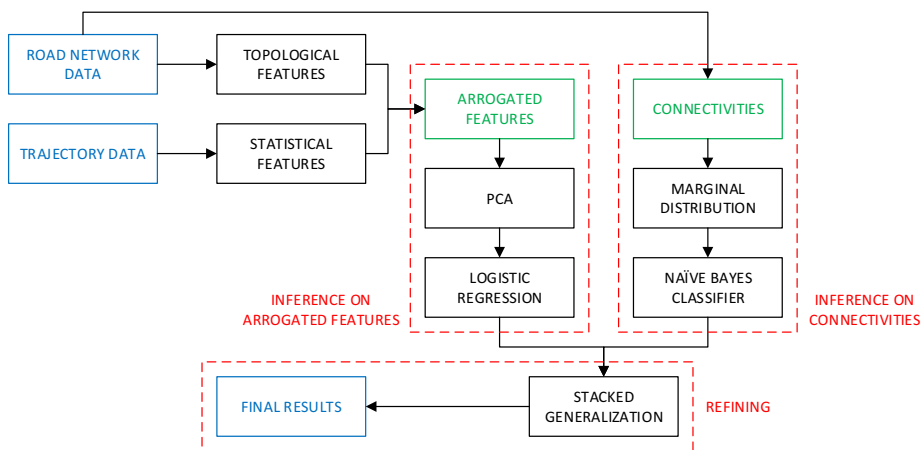 ROAD NETWORK
DATA
TOPOLOGICAL
FEATURES
ARROGATED
FEATURES
CONNECTIVITIES
TRAJECTORY DATA
STATISTICAL
FEATURES
PCA
MARGINAL
DISTRIBUTION
LOGISTIC
REGRESSION
NAÏVE BAYES
CLASSIFIER
INFERENCE ON
ARROGATED FEATURES
INFERENCE ON
CONNECTIVITIES
FINAL RESULTS
STACKED
GENERALIZATION
REFINING